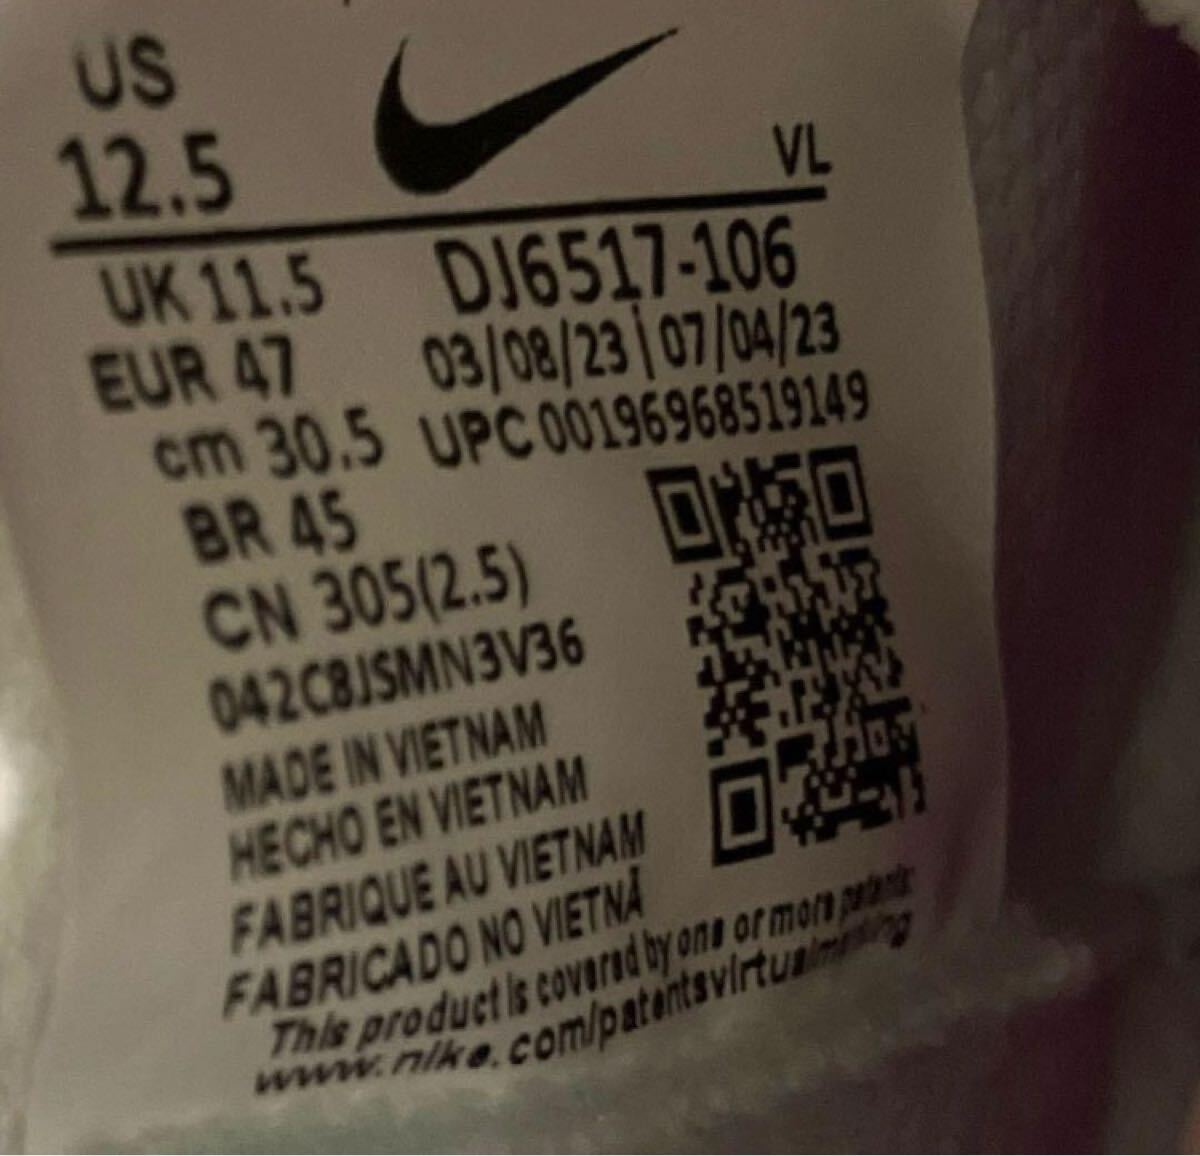 US
12.5
VL
UK 11.5 DJ6517-106
EUR 47 03/08/23 | 07/04/23
cm 30.5 UPC 00196968519149
BR 45
CN 305(2.5)
042C8JSMN3V36
MADE IN VIETNAM
HECHO EN VIETNAM
FABRIQUE AU VIETNAM
FABRICADO NO VIETNÃ
This product is covered by one or more patents:
www.nike.com/patentsvirtualmarking